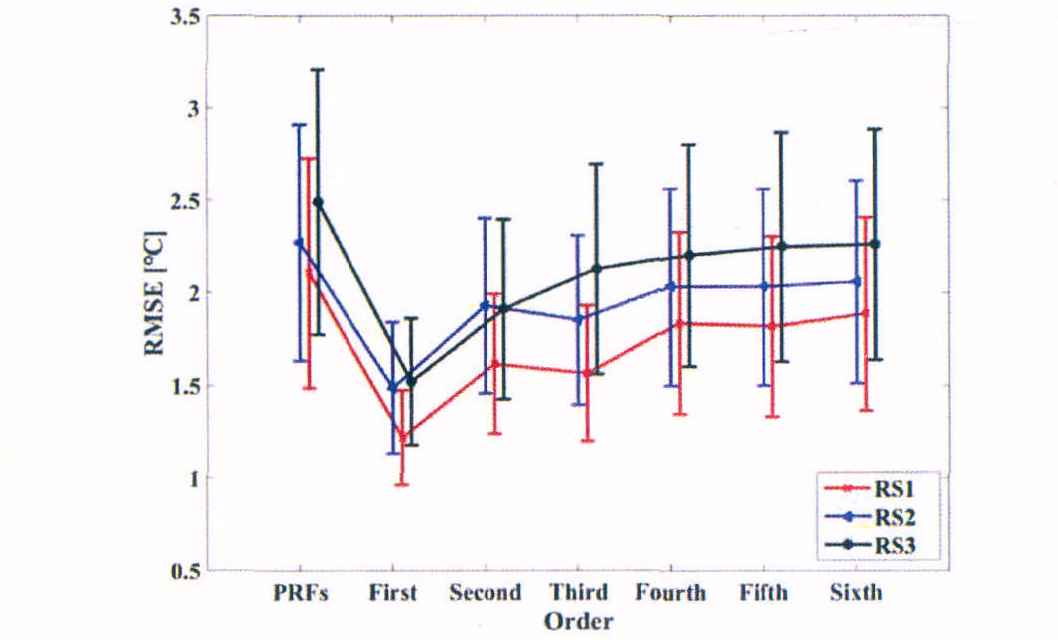 3.5
3
2.5
2
1.5
1
0.5
RMSE [°C]
PRFs First Second Third Fourth Fifth Sixth
Order
RS1
RS2
RS3